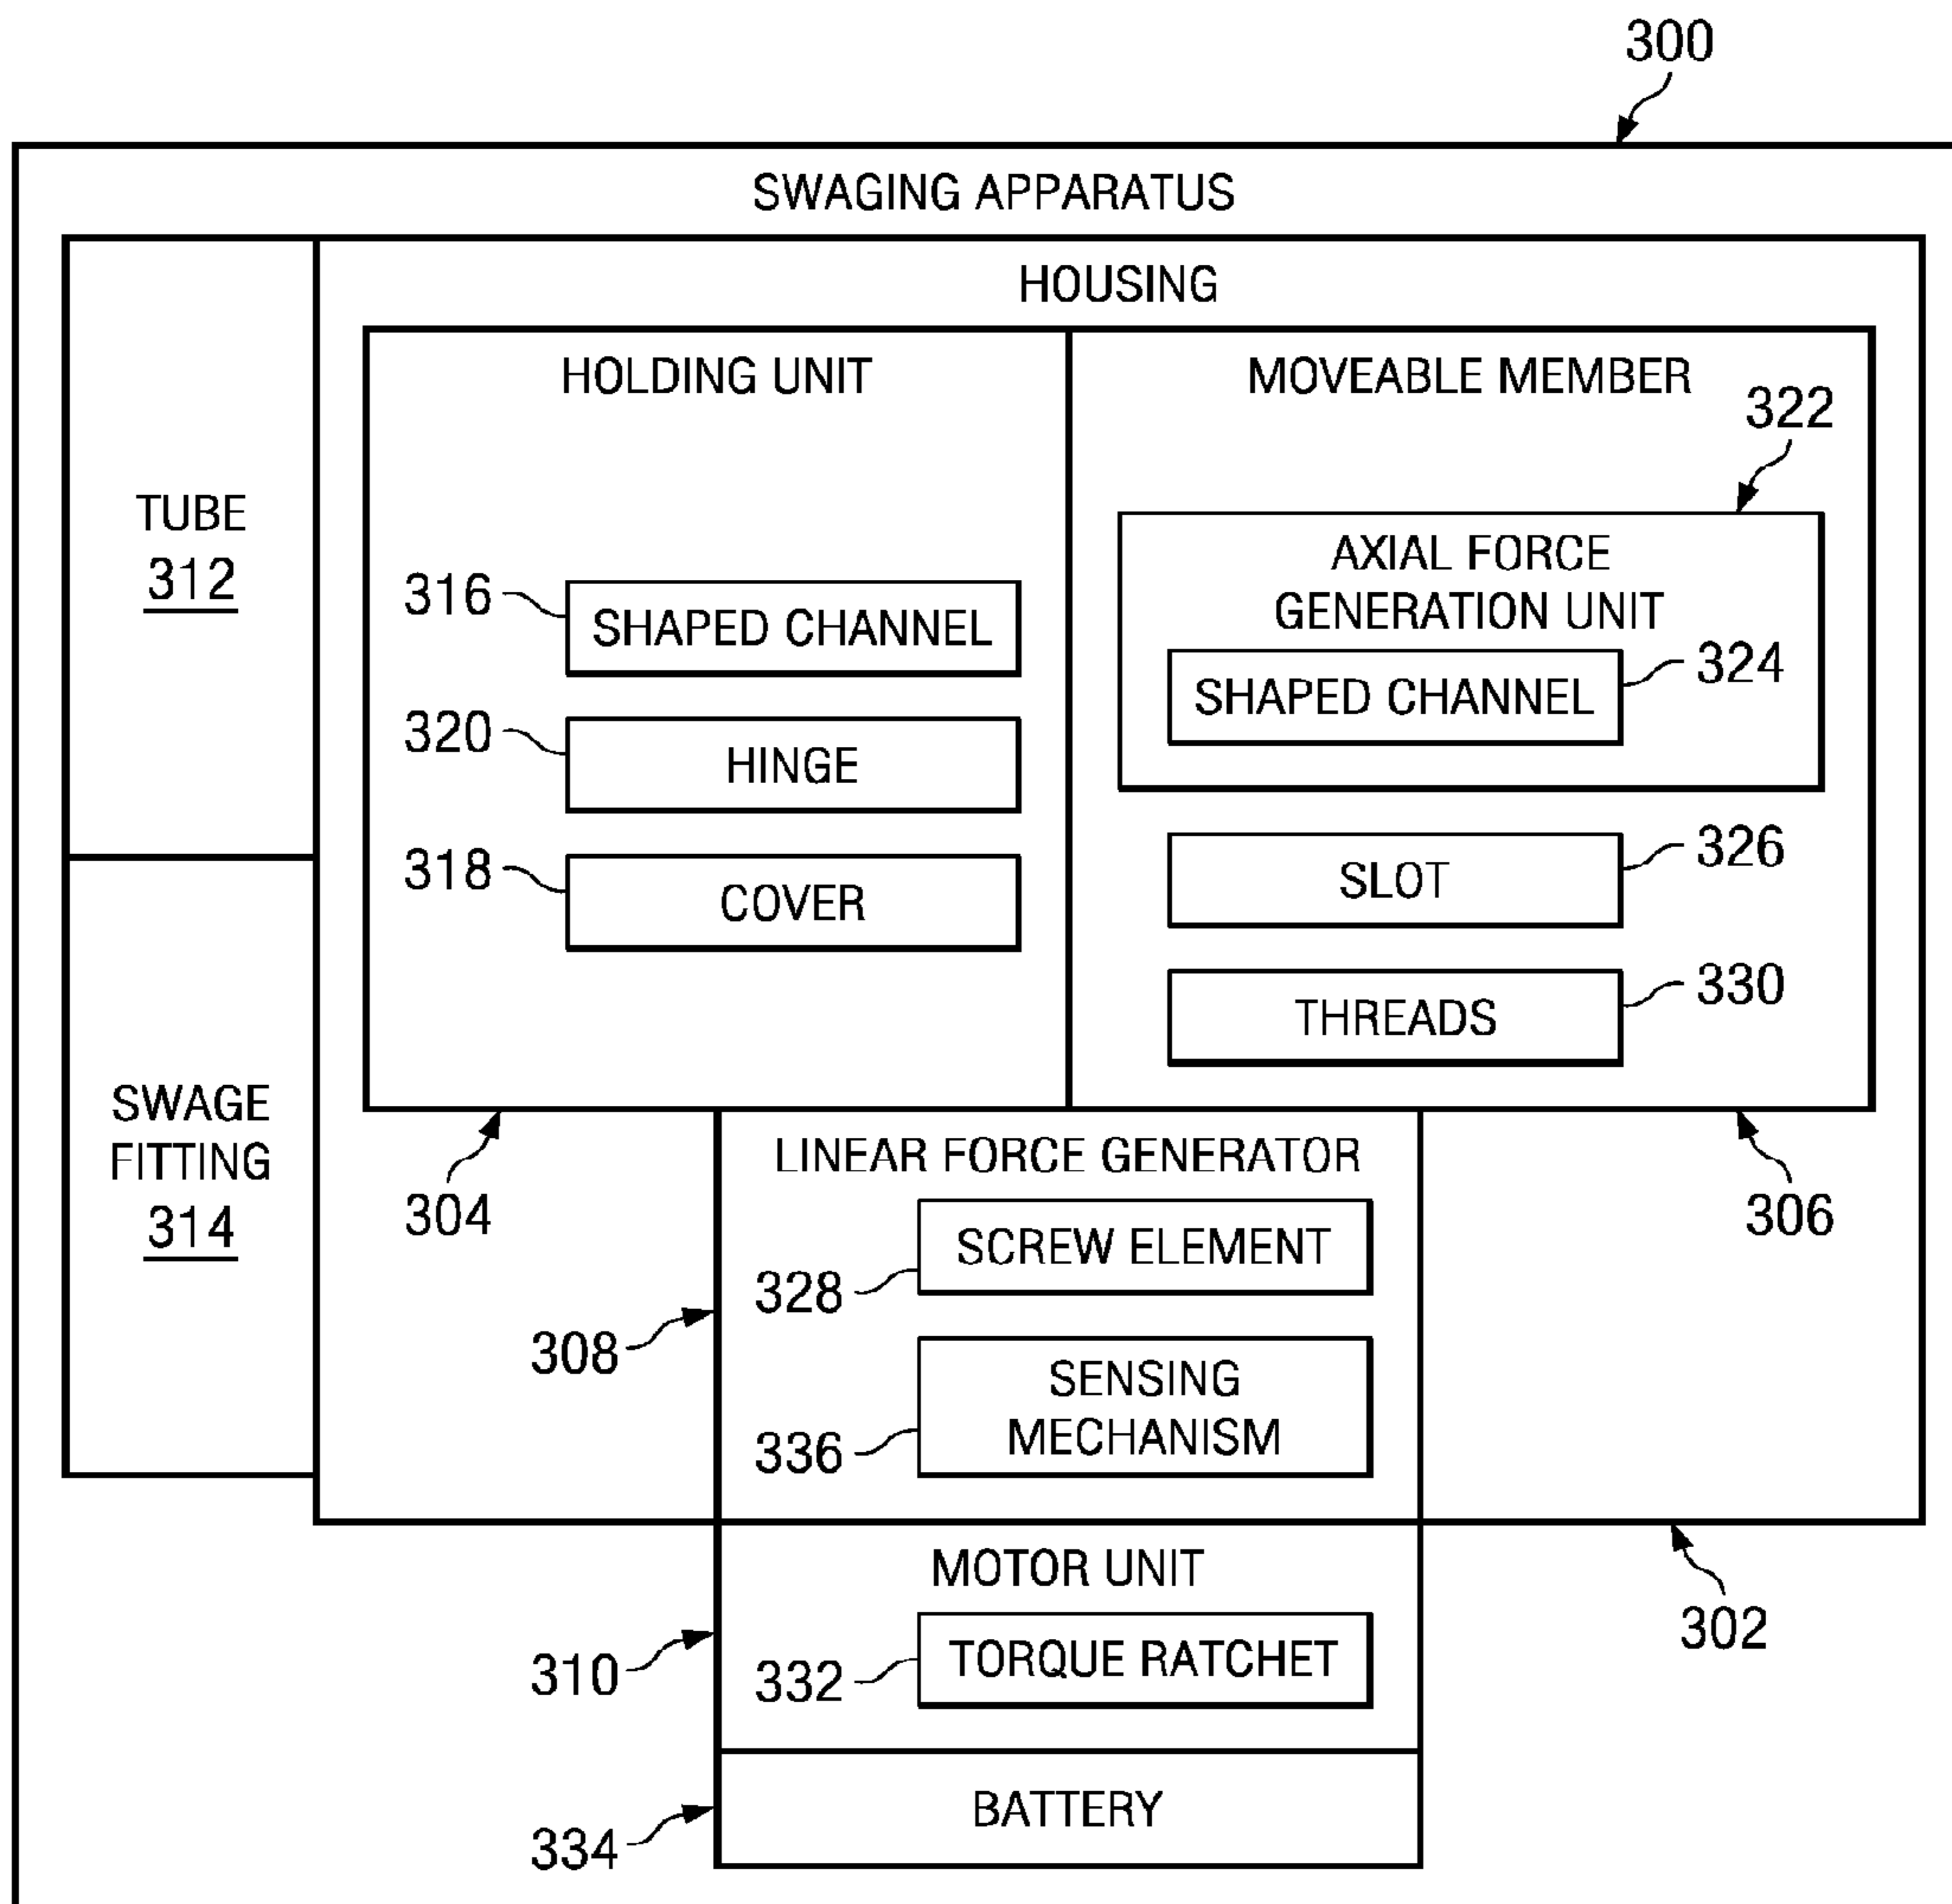 300
SWAGING APPARATUS
HOUSING
HOLDING UNIT
MOVEABLE MEMBER
322
TUBE
312
AXIAL FORCE
GENERATION UNIT
316
SHAPED CHANNEL
324
SHAPED CHANNEL
320
HINGE
318
COVER
326
SLOT
330
THREADS
SWAGE
FITTING
314
304
LINEAR FORCE GENERATOR
306
SCREW ELEMENT
328
308
SENSING
MECHANISM
336
MOTOR UNIT
302
310
332
TORQUE RATCHET
BATTERY
334